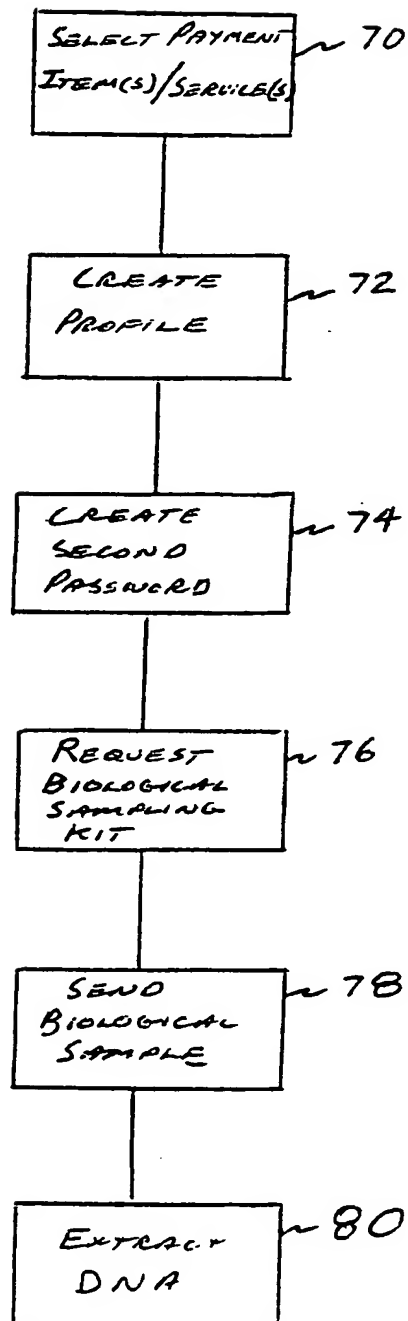 SELECT PAYMENT
ITEM(S)/SERVICE(S)
70
CREATE
PROFILE
72
CREATE
SECOND
PASSWORD
74
REQUEST
BIOLOGICAL
SAMPLING
KIT
76
SEND
BIOLOGICAL
SAMPLE
78
EXTRACT
DNA
80